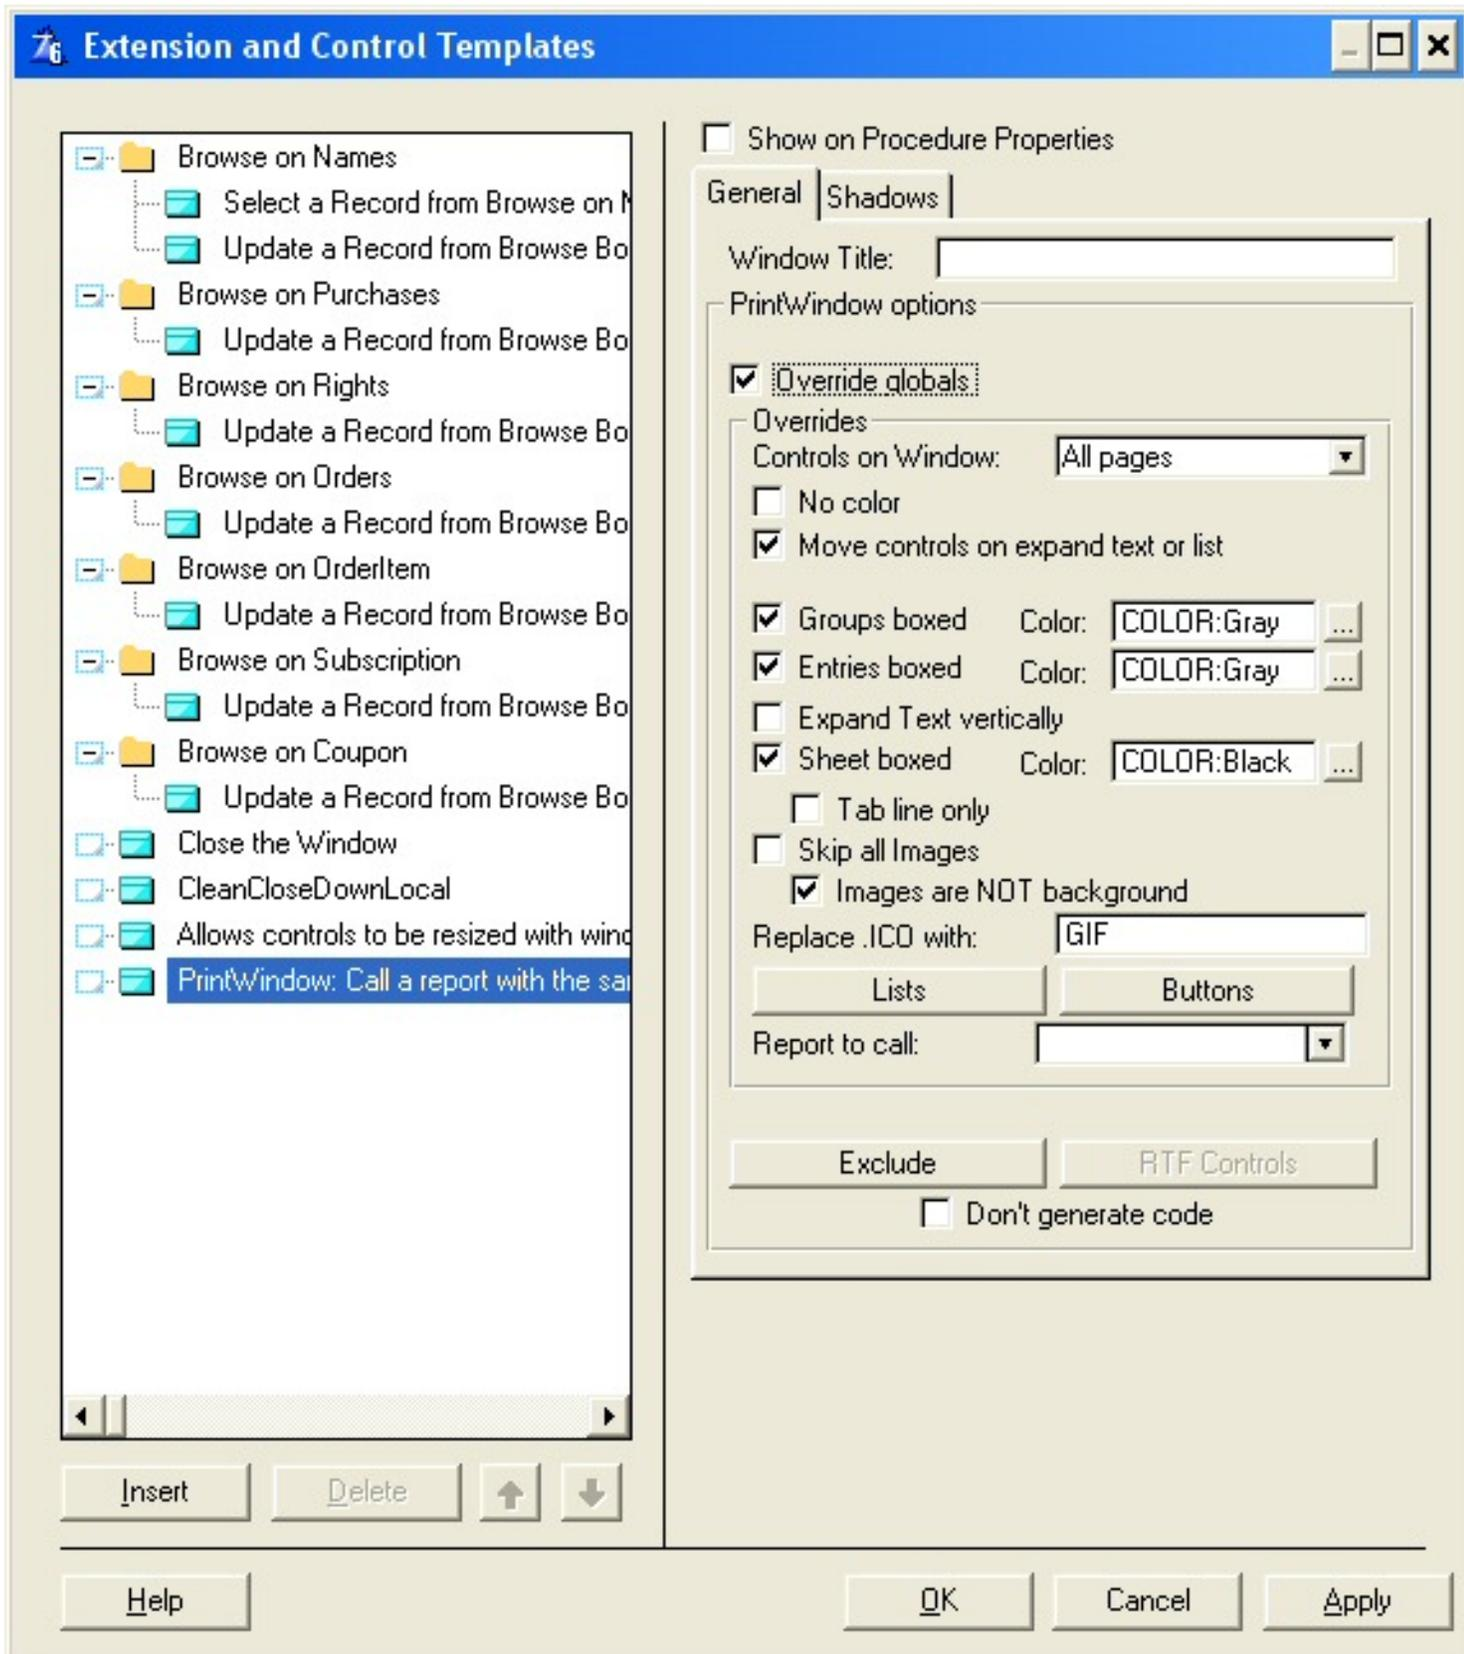 Extension and Control Templates
Browse on Names
Select a Record from Browse on N
Update a Record from Browse Bo
Browse on Purchases
Update a Record from Browse Bo
Browse on Rights
Update a Record from Browse Bo
Browse on Orders
Update a Record from Browse Bo
Browse on OrderItem
Update a Record from Browse Bo
Browse on Subscription
Update a Record from Browse Bo
Browse on Coupon
Update a Record from Browse Bo
Close the Window
CleanCloseDownLocal
Allows controls to be resized with wind
PrintWindow: Call a report with the sa
Insert
Delete
Show on Procedure Properties
General
Shadows
Window Title:
PrintWindow options
Override globals
Overrides
Controls on Window: All pages
No color
Move controls on expand text or list
Groups boxed Color: COLOR:Gray ...
Entries boxed Color: COLOR:Gray ...
Expand Text vertically
Sheet boxed Color: COLOR:Black ...
Tab line only
Skip all Images
Images are NOT background
Replace .ICO with: GIF
Lists Buttons
Report to call:
Exclude RTF Controls
Don't generate code
Help OK Cancel Apply